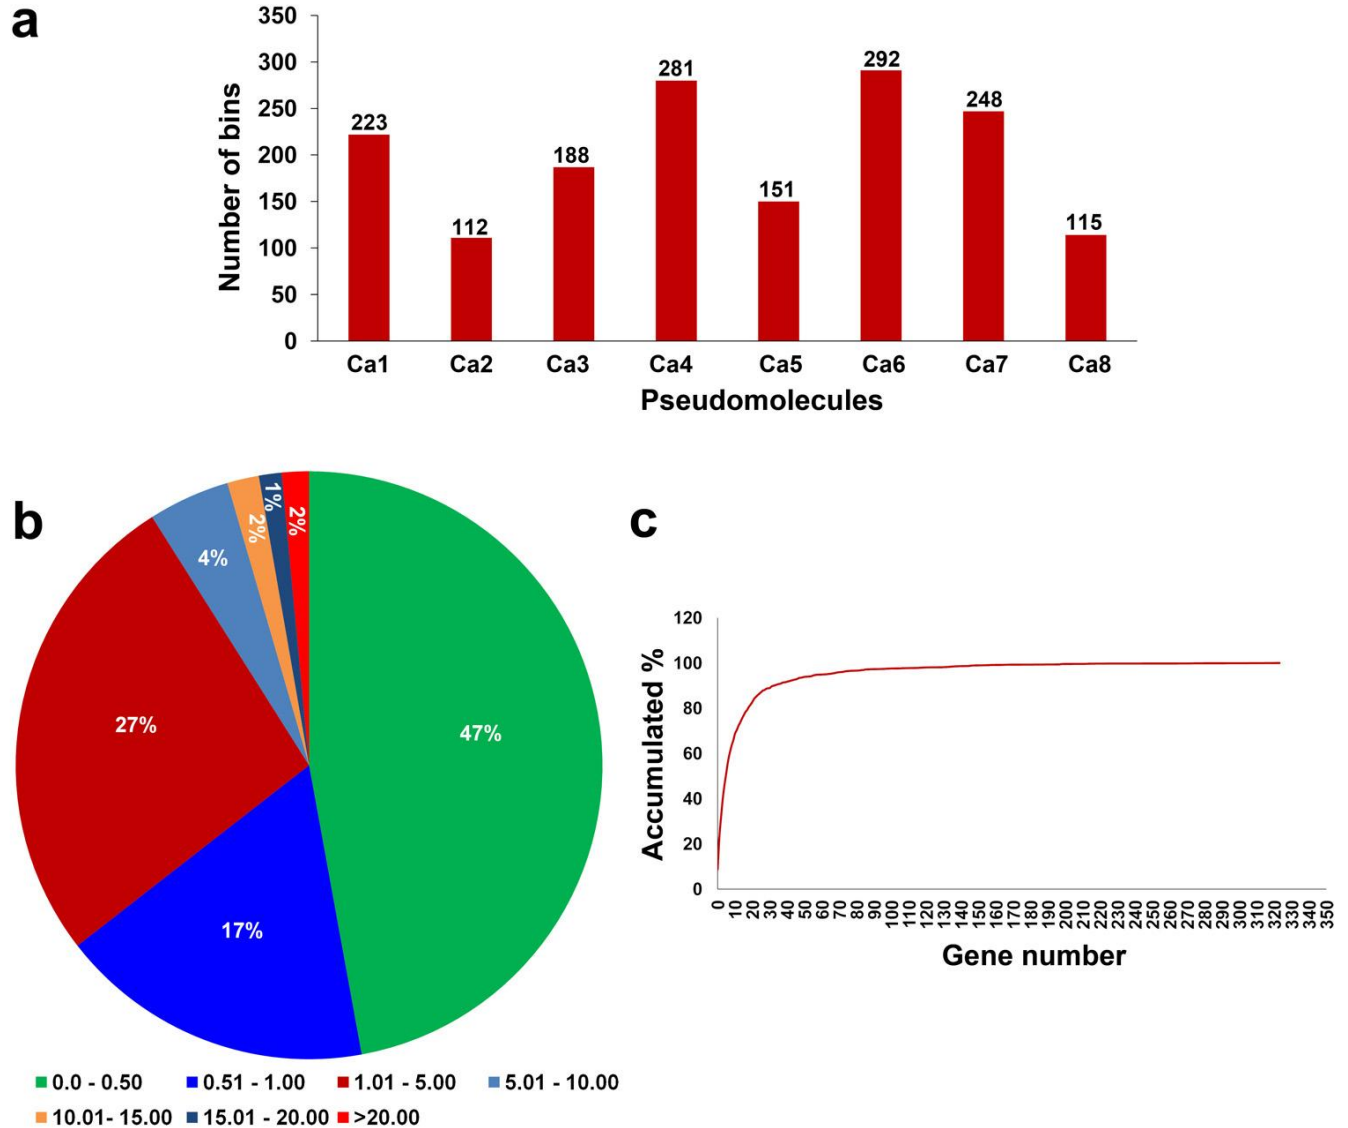 a
350
300
250
200
150
100
50
0
Number of bins
223
112
188
281
151
292
248
115
Ca1 Ca2 Ca3 Ca4 Ca5 Ca6 Ca7 Ca8
Pseudomolecules
b
47%
17%
27%
4%
2%
1%
2%
0.0 - 0.50 0.51 - 1.00 1.01 - 5.00 5.01 - 10.00
10.01- 15.00 15.01 - 20.00 >20.00
c
120
100
80
60
40
20
0
Accumulated %
0 10 20 30 40 50 60 70 80 90 100 110 120 130 140 150 160 170 180 190 200 210 220 230 240 250 260 270 280 290 300 310 320 330 340 350
Gene number